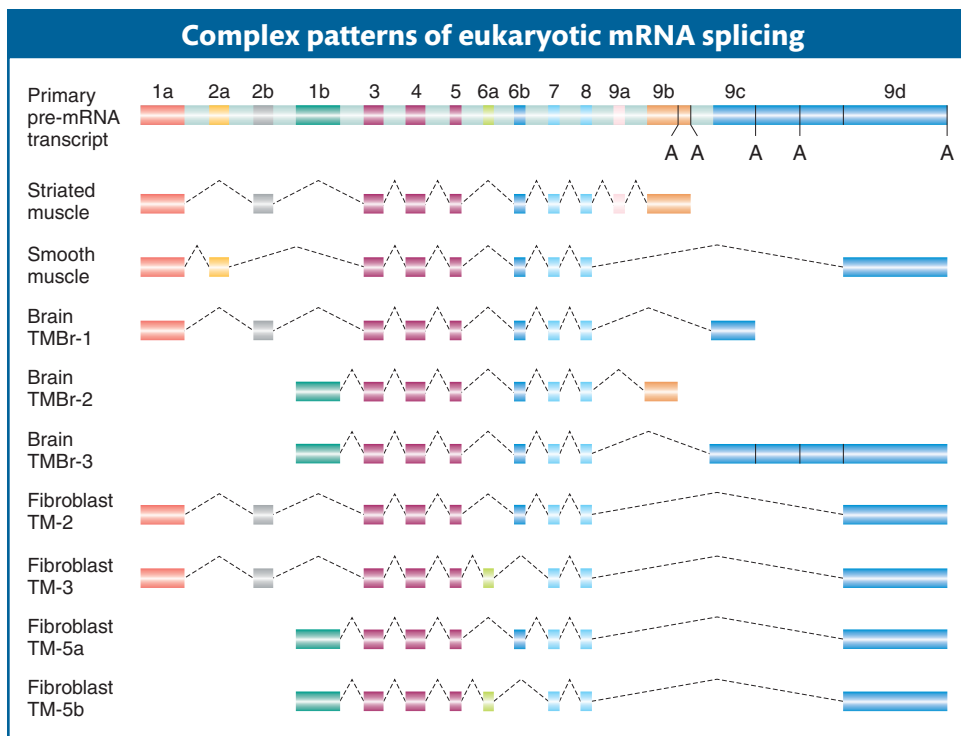 Complex patterns of eukaryotic mRNA splicing
1a 2a 2b 1b 3 4 5 6a 6b 7 8 9a 9b 9c 9d
Primary
pre-mRNA
transcript
A A A A A
Striated
muscle
Smooth
muscle
Brain
TMBr-1
Brain
TMBr-2
Brain
TMBr-3
Fibroblast
TM-2
Fibroblast
TM-3
Fibroblast
TM-5a
Fibroblast
TM-5b